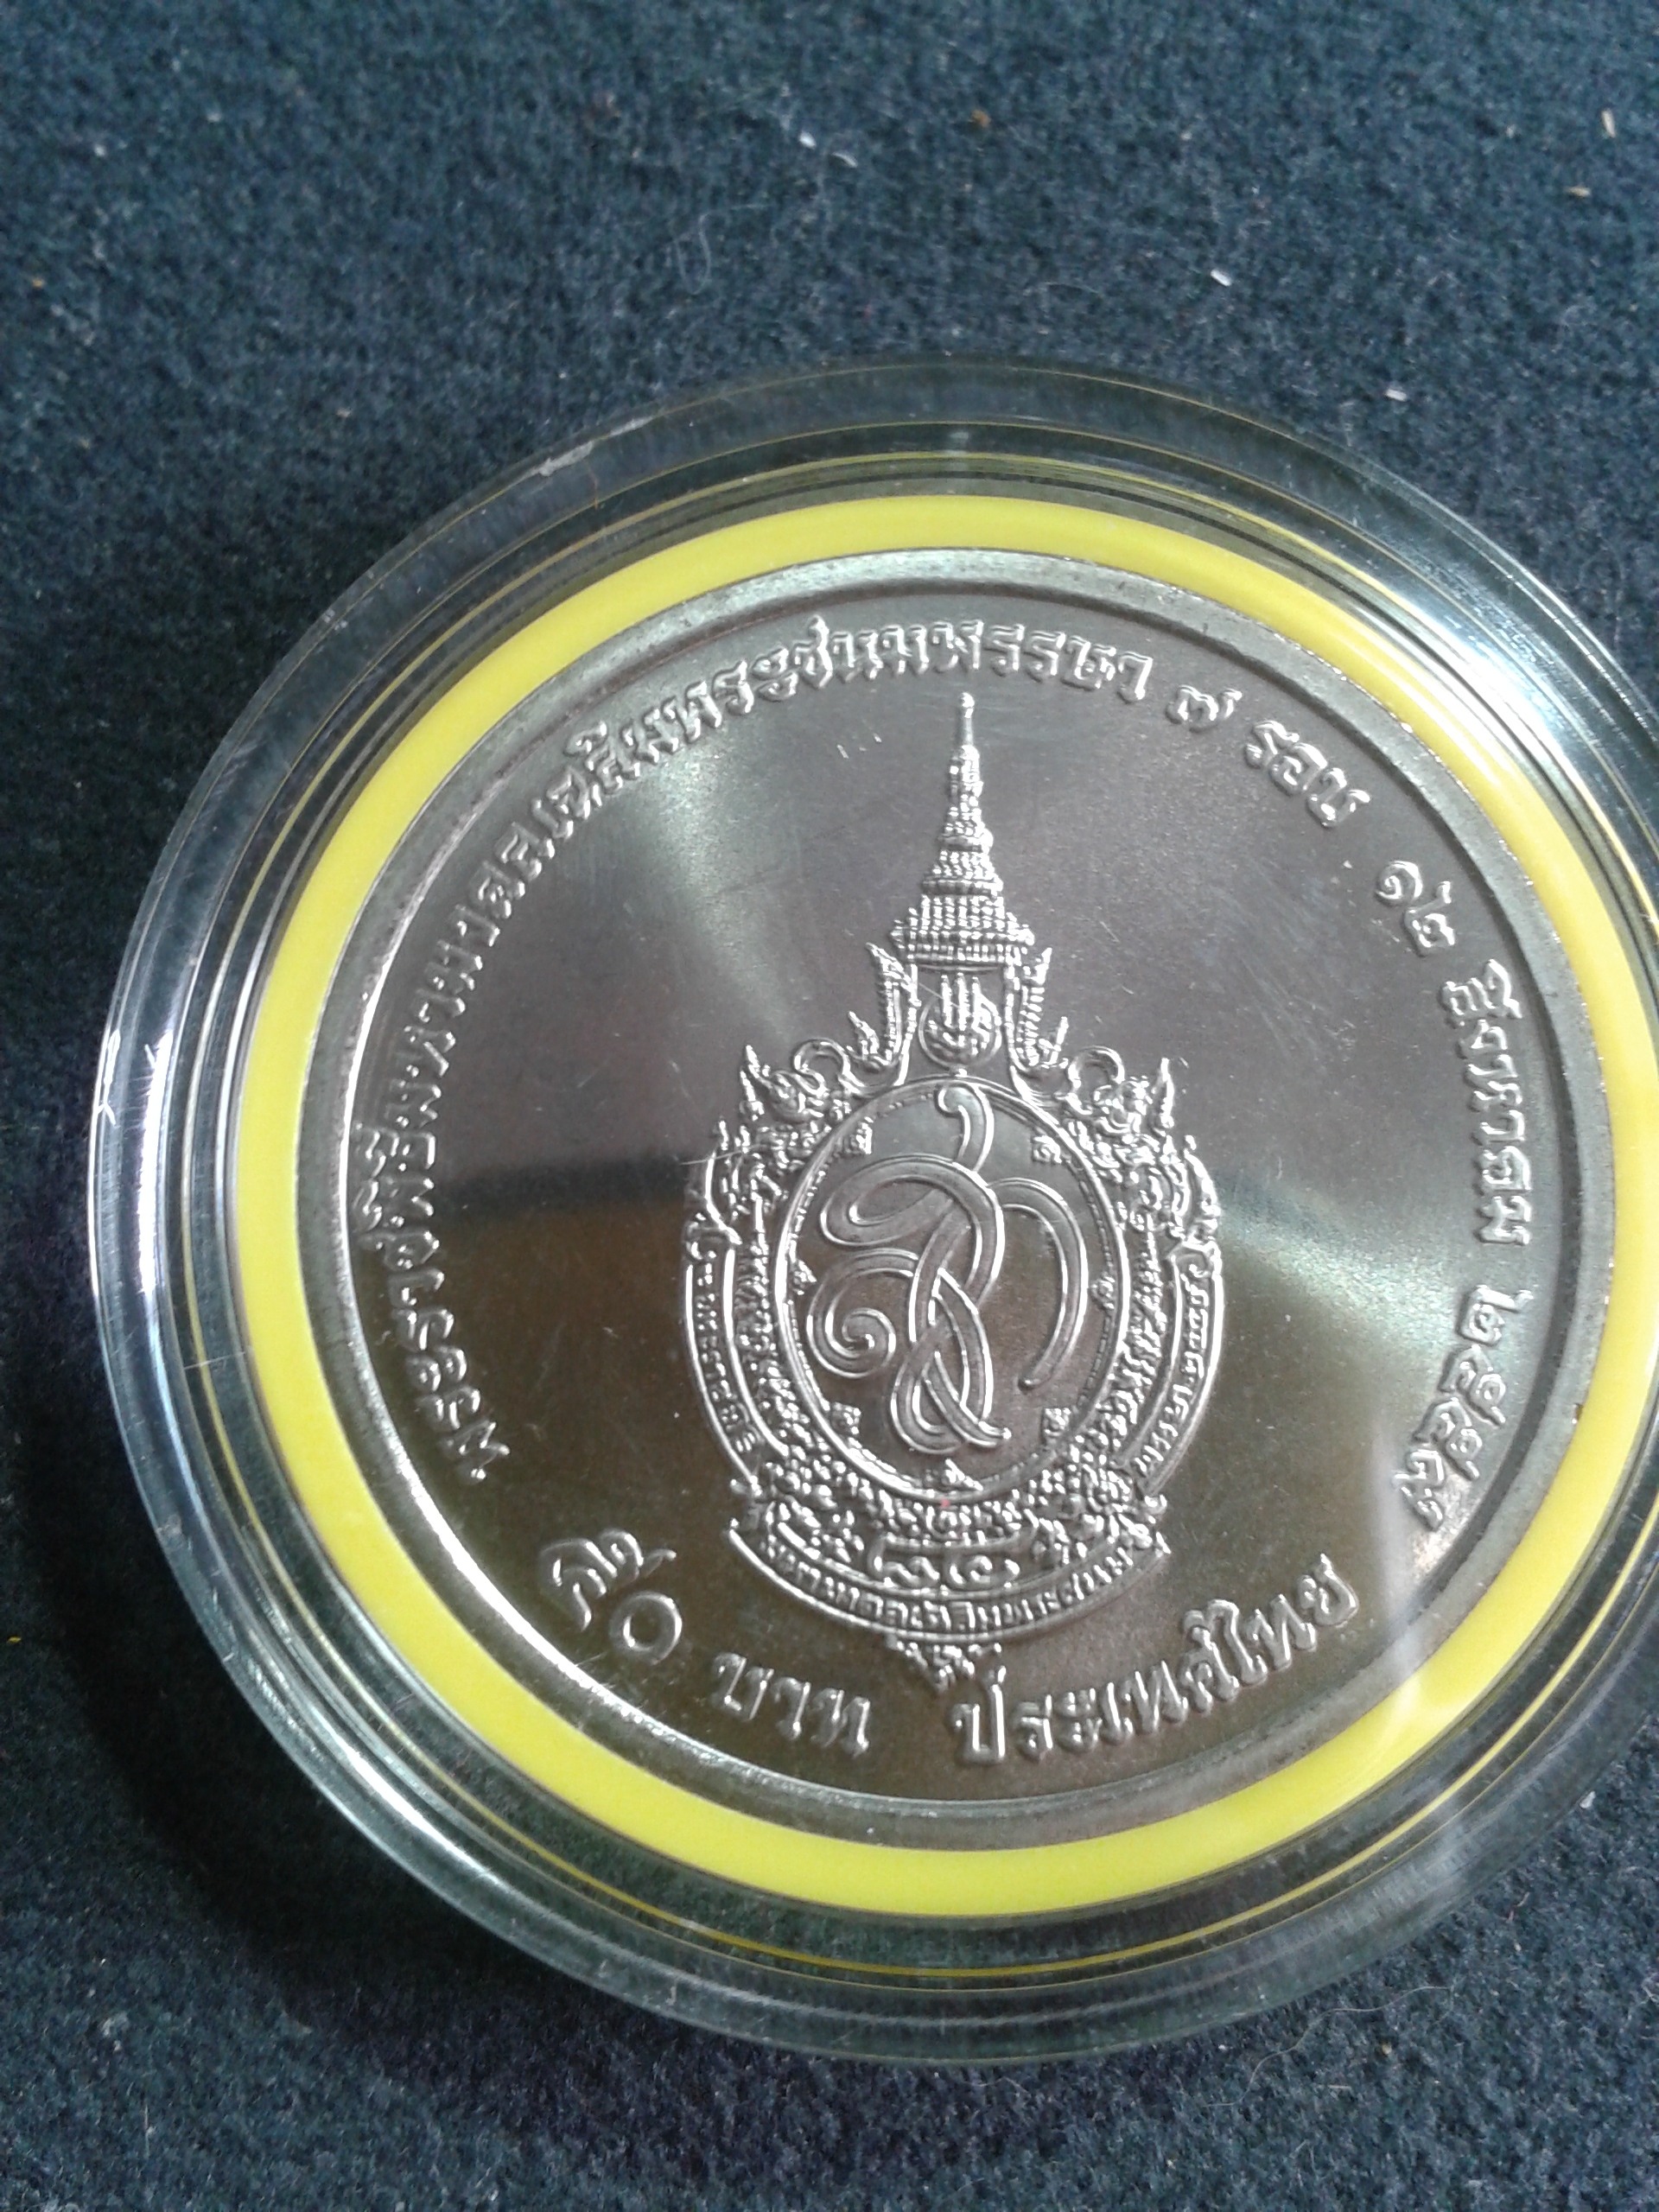 พระราชพิธีมหามงคลเฉลิมพระชนมพรรษา ๗ รอบ ๑๒ สิงหาคม ๒๕๕๙
๕๐ บาท ประเทศไทย